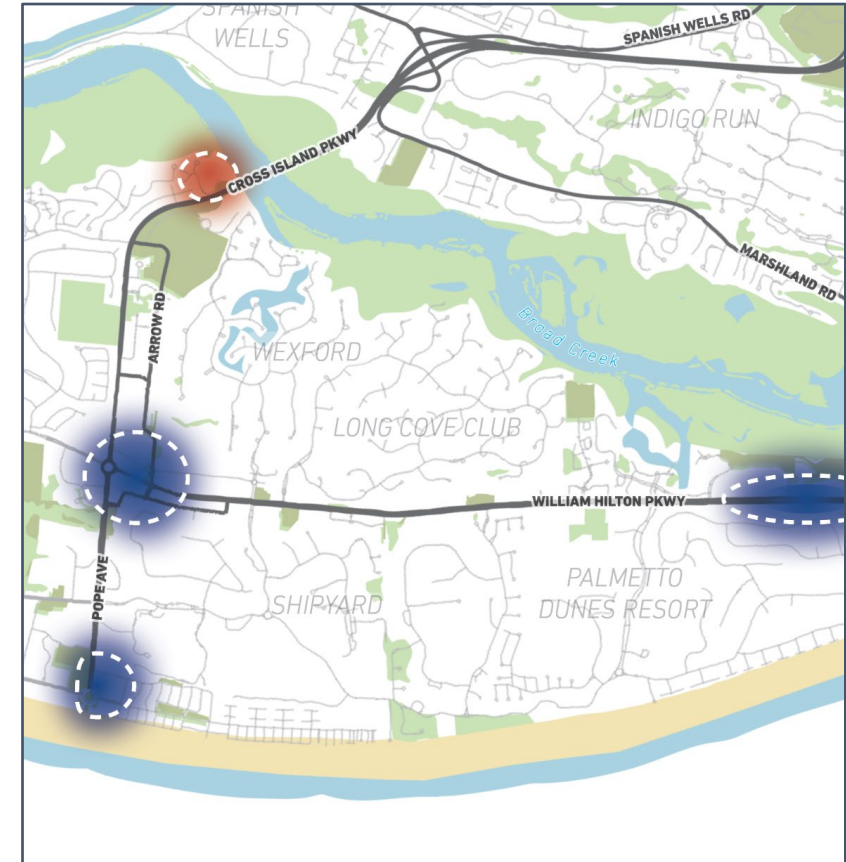 SPANISH
WELLS
SPANISH WELLS RD
INDIGO RUN
CROSS ISLAND PKWY
MARSHLAND RD
ARROW RD
Broad Creek
WEXFORD
LONG COVE CLUB
WILLIAM HILTON PKWY
POPE AVE
SHIPYARD
PALMETTO
DUNES RESORT